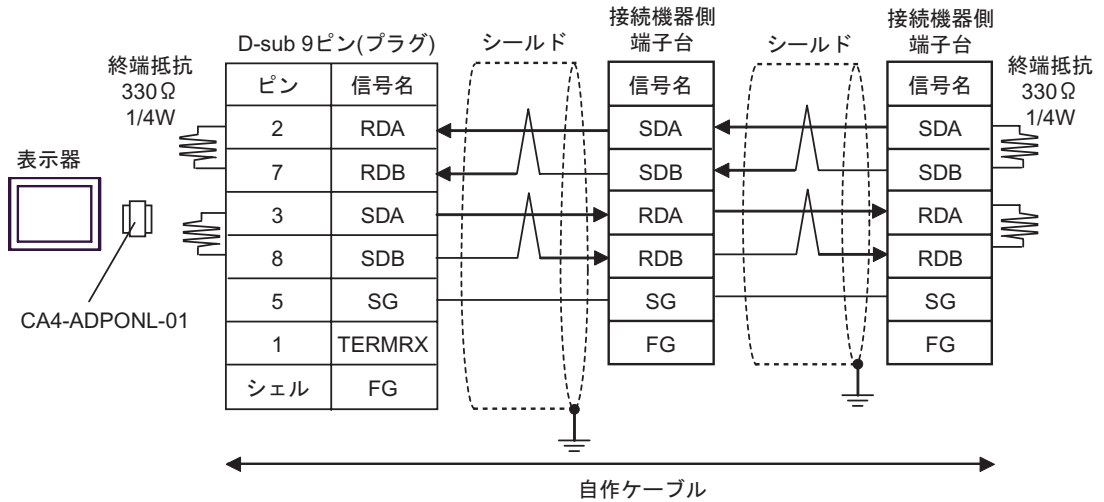 接続機器側
端子台
接続機器側
端子台
D-sub 9ピン(プラグ)
シールド
シールド
終端抵抗
330Ω
1/4W
終端抵抗
330Ω
1/4W
ピン 信号名 信号名 信号名
2 RDA SDA SDA
7 RDB SDB SDB
3 SDA RDA RDA
8 SDB RDB RDB
5 SG SG SG
1 TERMRX FG FG
シェル FG
表示器
CA4-ADPONL-01
自作ケーブル